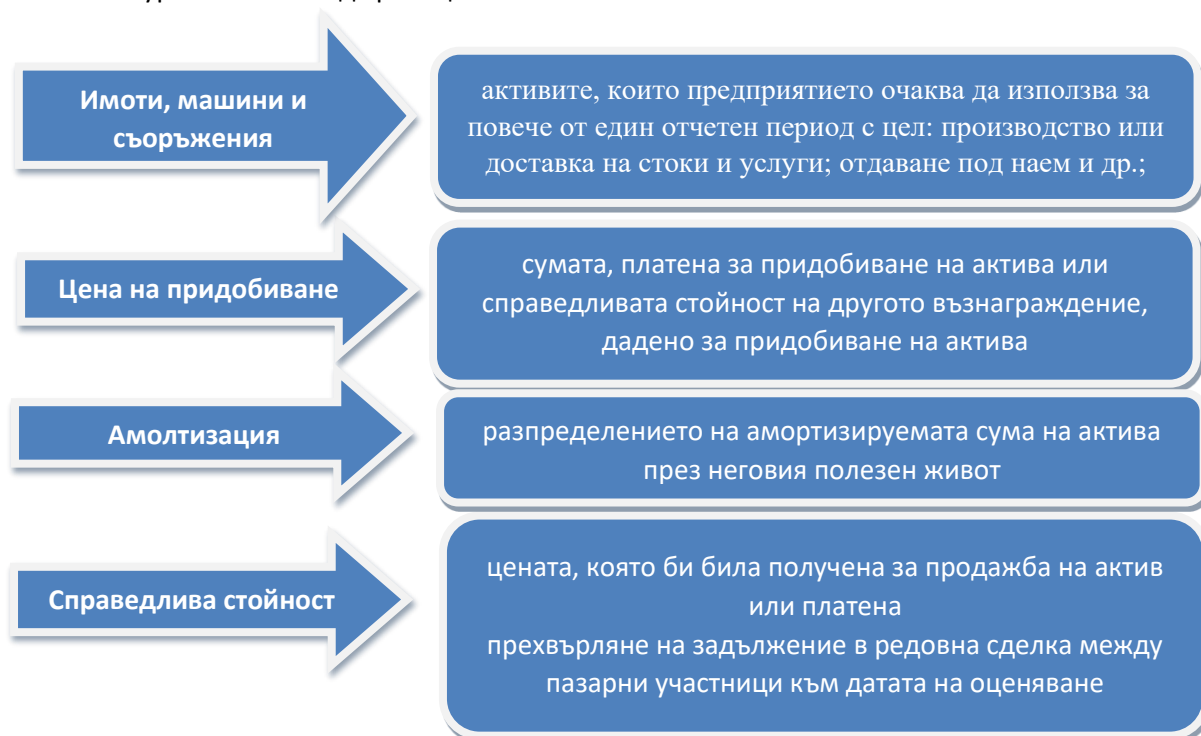 Имоти, машини и
съоръжения
активите, които предприятието очаква да използва за
повече от един отчетен период с цел: производство или
доставка на стоки и услуги; отдаване под наем и др.;
Цена на придобиване
сумата, платена за придобиване на актива или
справедливата стойност на другото възнаграждение,
дадено за придобиване на актива
Амолтизация
разпределението на амортизируемата сума на актива
през неговия полезен живот
Справедлива стойност
цената, която би била получена за продажба на актив
или платена
прехвърляне на задължение в редовна сделка между
пазарни участници към датата на оценяване